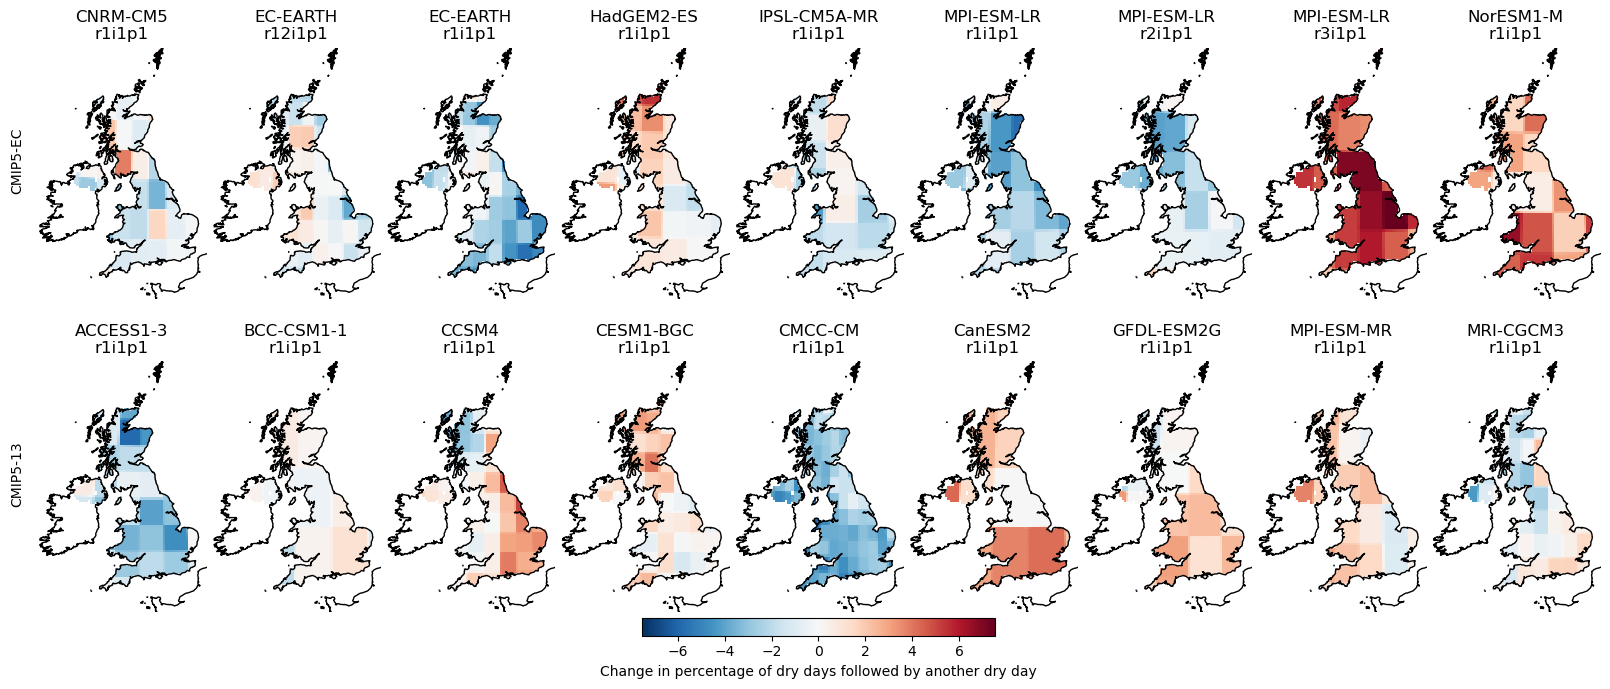 CNRM-CM5
r1i1p1
EC-EARTH
r12i1p1
EC-EARTH
r1i1p1
HadGEM2-ES
r1i1p1
IPSL-CM5A-MR
r1i1p1
MPI-ESM-LR
r1i1p1
MPI-ESM-LR
r2i1p1
MPI-ESM-LR
r3i1p1
NorESM1-M
r1i1p1
CMIP5-EC
ACCESS1-3
r1i1p1
BCC-CSM1-1
r1i1p1
CCSM4
r1i1p1
CESM1-BGC
r1i1p1
CMCC-CM
r1i1p1
CanESM2
r1i1p1
GFDL-ESM2G
r1i1p1
MPI-ESM-MR
r1i1p1
MRI-CGCM3
r1i1p1
CMIP5-13
−6 −4 −2 0 2 4 6
Change in percentage of dry days followed by another dry day